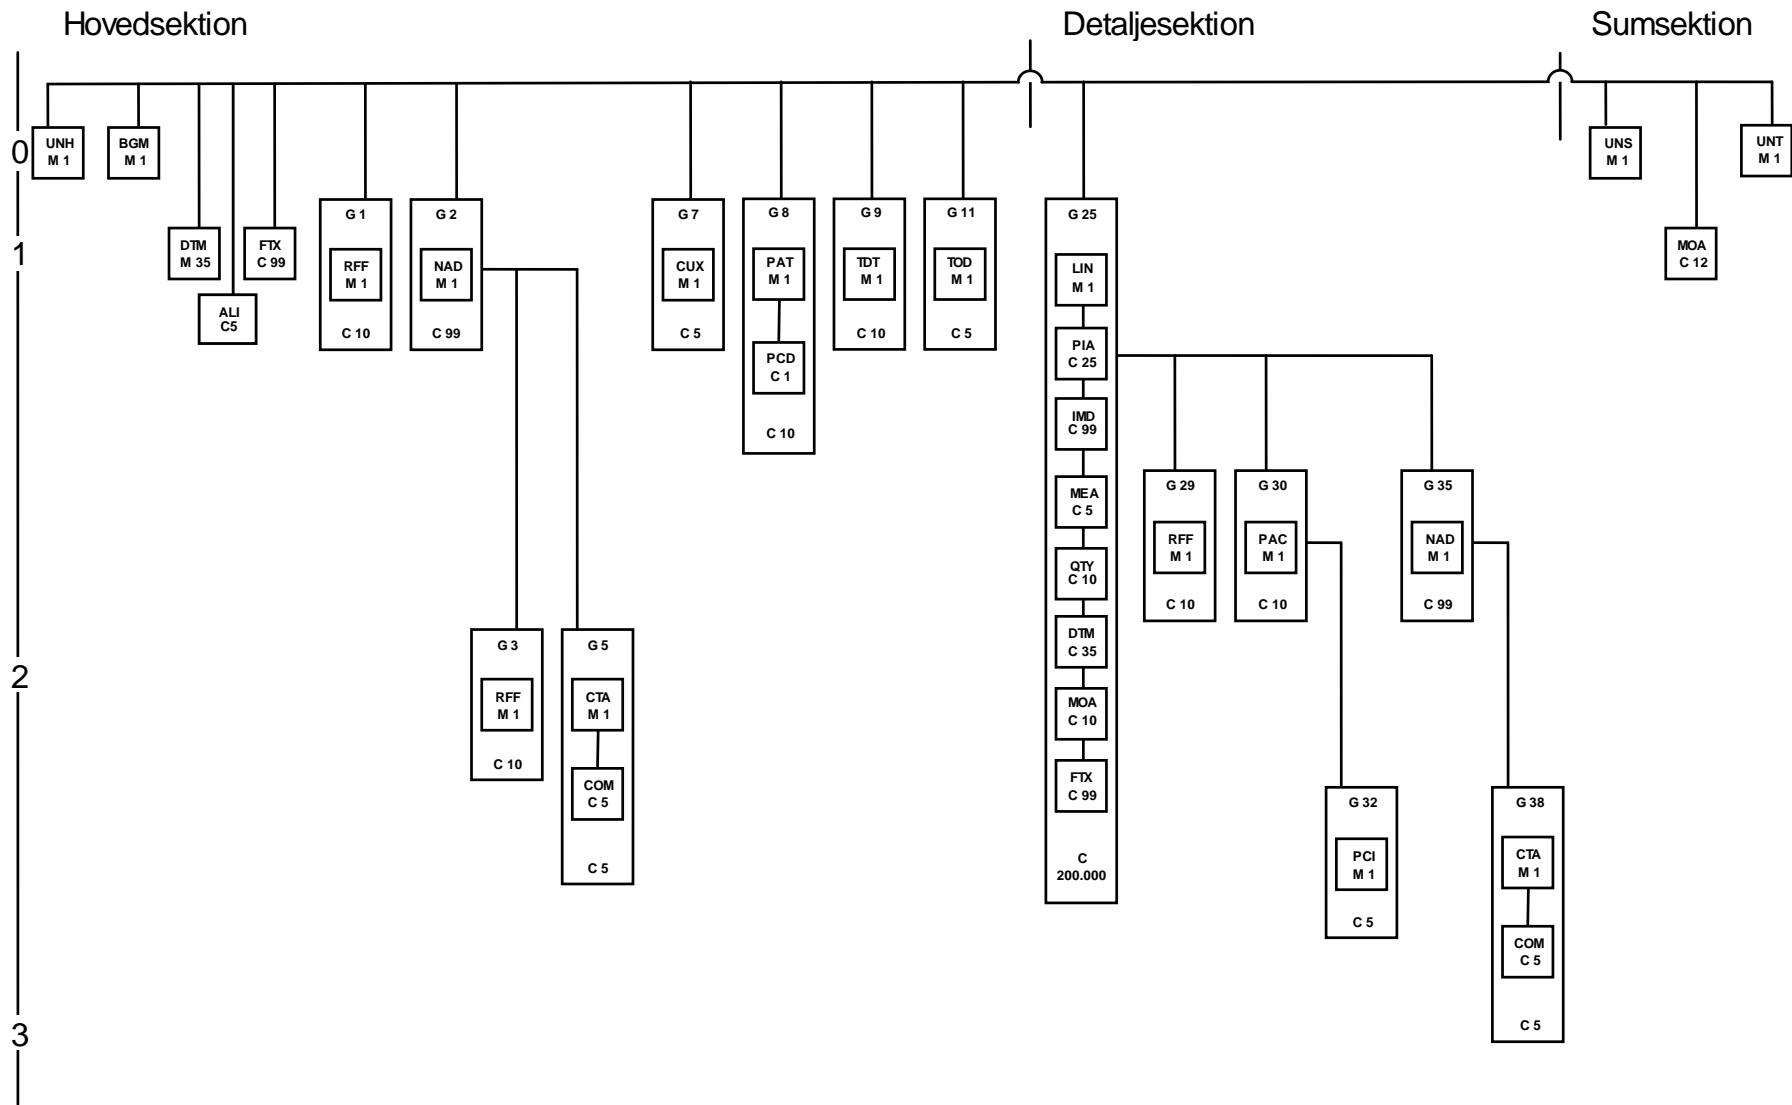 Hovedsektion
Detaljesektion
Sumsektion
0
1
2
3
UNH
M 1
BGM
M 1
DTM
M 35
ALI
C5
FTX
C 99
G 1
RFF
M 1
C 10
G 2
NAD
M 1
C 99
G 3
RFF
M 1
C 10
G 5
CTA
M 1
COM
C 5
C 5
G 7
CUX
M 1
C 5
G 8
PAT
M 1
PCD
C 1
C 10
G 9
TDT
M 1
C 10
G 11
TOD
M 1
C 5
G 25
LIN
M 1
PIA
C 25
IMD
C 99
MEA
C 5
QTY
C 10
DTM
C 35
MOA
C 10
FTX
C 99
C
200.000
G 29
RFF
M 1
C 10
G 30
PAC
M 1
C 10
G 32
PCI
M 1
C 5
G 35
NAD
M 1
C 99
G 38
CTA
M 1
COM
C 5
C 5
UNS
M 1
MOA
C 12
UNT
M 1